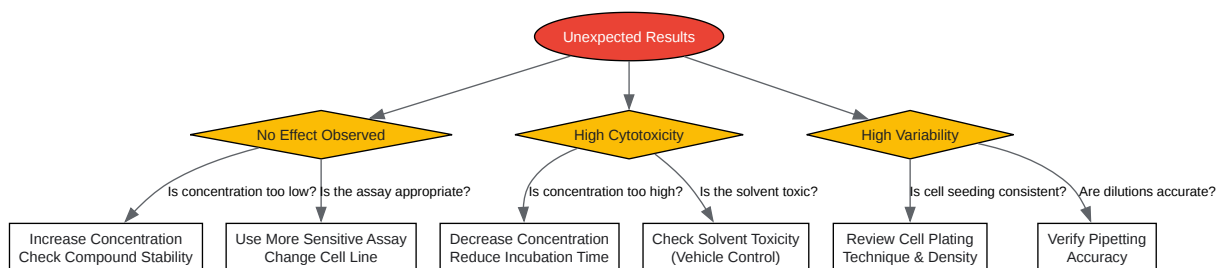 Unexpected Results
No Effect Observed
High Cytotoxicity
High Variability
Is concentration too low?
Is the assay appropriate?
Is concentration too high?
Is the solvent toxic?
Is cell seeding consistent?
Are dilutions accurate?
Increase Concentration
Check Compound Stability
Use More Sensitive Assay
Change Cell Line
Decrease Concentration
Reduce Incubation Time
Check Solvent Toxicity
(Vehicle Control)
Review Cell Plating
Technique & Density
Verify Pipetting
Accuracy